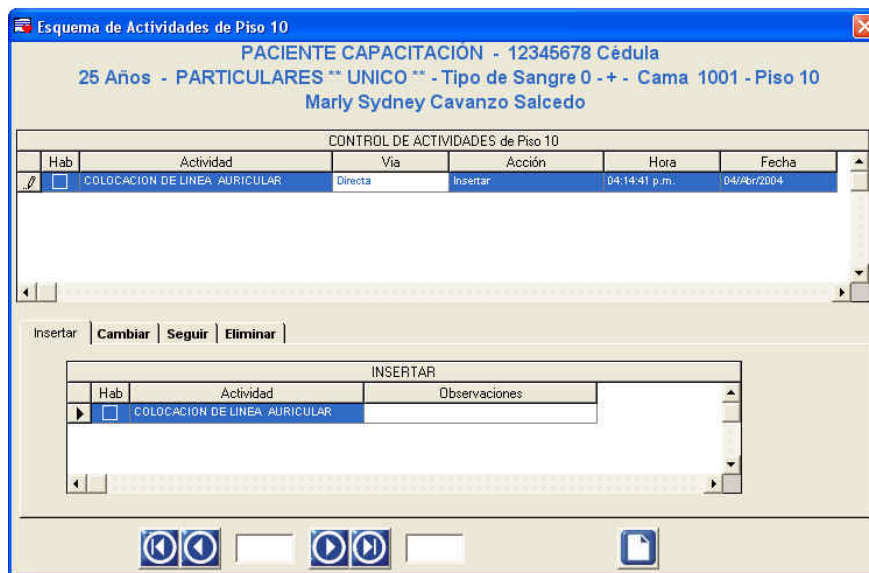 Esquema de Actividades de Piso 10
PACIENTE CAPACITACIÓN - 12345678 Cédula
25 Años - PARTICULARES ** UNICO ** - Tipo de Sangre 0 - + - Cama 1001 - Piso 10
Marly Sydney Cavanzo Salcedo
CONTROL DE ACTIVIDADES de Piso 10
Hab Actividad Via Acción Hora Fecha
COLOCACION DE LINEA AURICULAR Directa Insertar 04:14:41 p.m. 04/Abr/2004
Insertar Cambiar Seguir Eliminar
INSERTAR
Hab Actividad Observaciones
COLOCACION DE LINEA AURICULAR